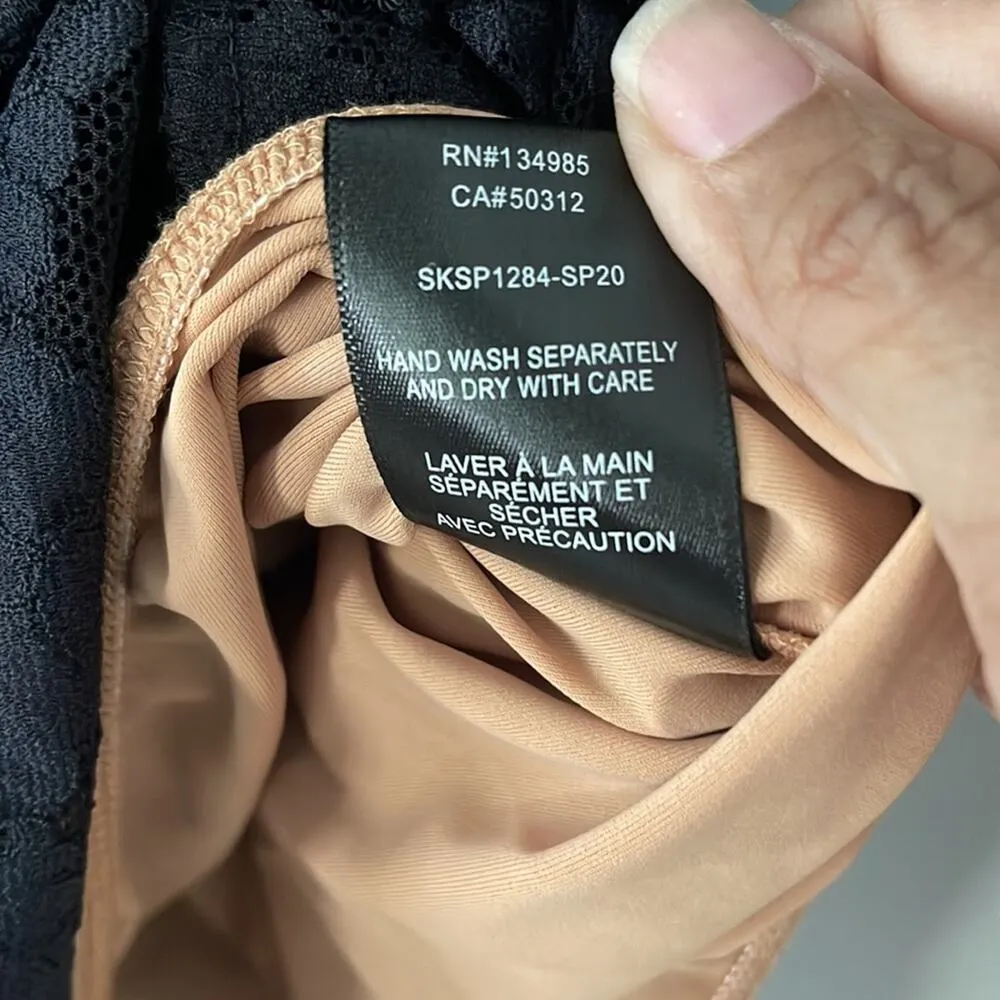 RN#134985
CA#50312
SKSP1284-SP20
HAND WASH SEPARATELY
AND DRY WITH CARE
LAVER À LA MAIN
SÉPARÉMENT ET
SÉCHER
AVEC PRÉCAUTION